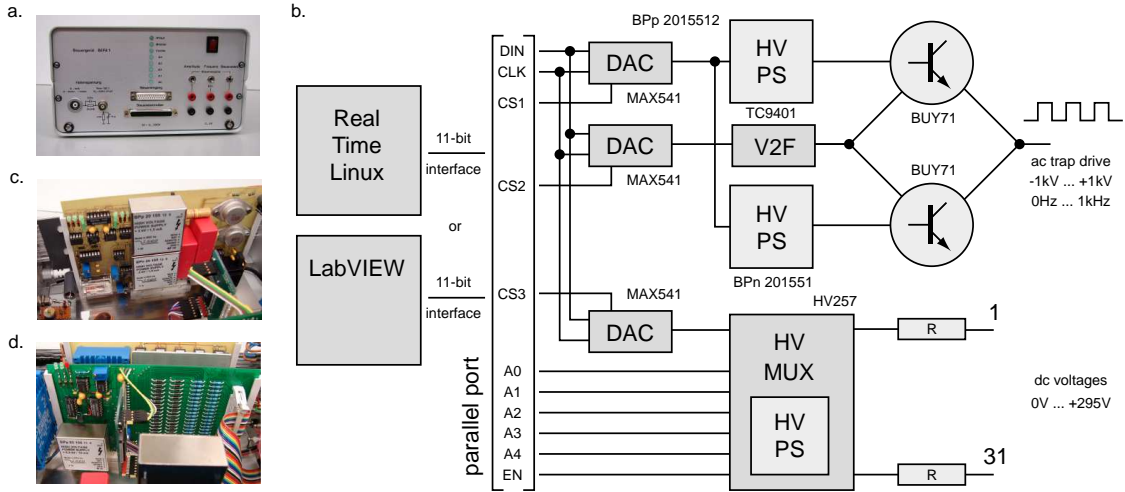 a.
b.
c.
d.
Real
Time
Linux
LabVIEW
or
11-bit
interface
11-bit
interface
parallel port
DIN
CLK
CS1
CS2
CS3
A0
A1
A2
A3
A4
EN
DAC
MAX541
DAC
MAX541
MAX541
DAC
BPp 2015512
HV
PS
TC9401
V2F
HV
PS
BPn 201551
BUY71
BUY71
ac trap drive
-1kV ... +1kV
0Hz ... 1kHz
HV257
HV
MUX
HV
PS
R
1
R
31
dc voltages
0V ... +295V